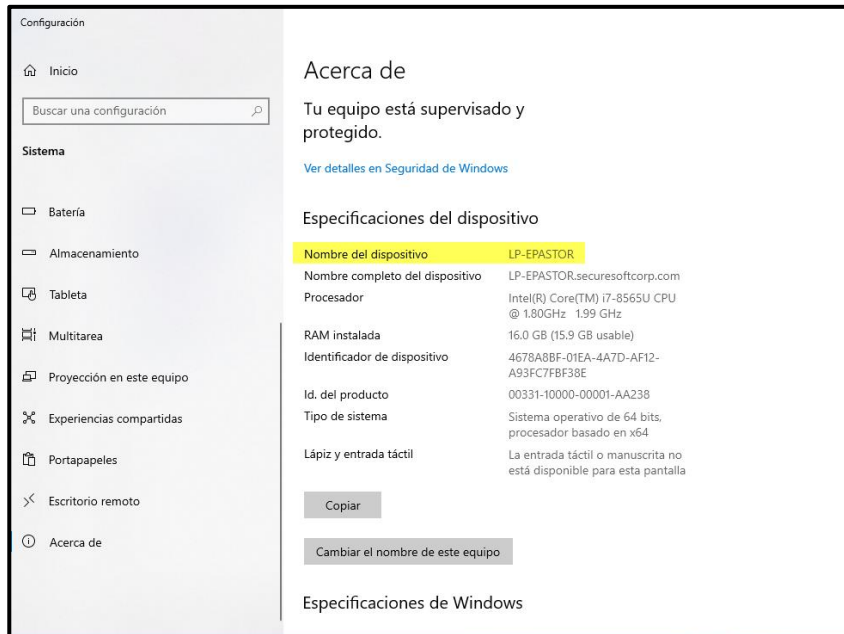 Configuración
Inicio
Buscar una configuración
Sistema
Batería
Almacenamiento
Tableta
Multitarea
Proyección en este equipo
Experiencias compartidas
Portapapeles
Escritorio remoto
Acerca de
Acerca de
Tu equipo está supervisado y
protegido.
Ver detalles en Seguridad de Windows
Especificaciones del dispositivo
Nombre del dispositivo LP-EPASTOR
Nombre completo del dispositivo LP-EPASTOR.securesoftcorp.com
Procesador Intel(R) Core(TM) i7-8565U CPU
@ 1.80GHz 1.99 GHz
RAM instalada 16.0 GB (15.9 GB usable)
Identificador de dispositivo 4678A8BF-01EA-4A7D-AF12-
A93FC7FBF38E
Id. del producto 00331-10000-00001-AA238
Tipo de sistema Sistema operativo de 64 bits,
procesador basado en x64
Lápiz y entrada táctil La entrada táctil o manuscrita no
está disponible para esta pantalla
Copiar
Cambiar el nombre de este equipo
Especificaciones de Windows